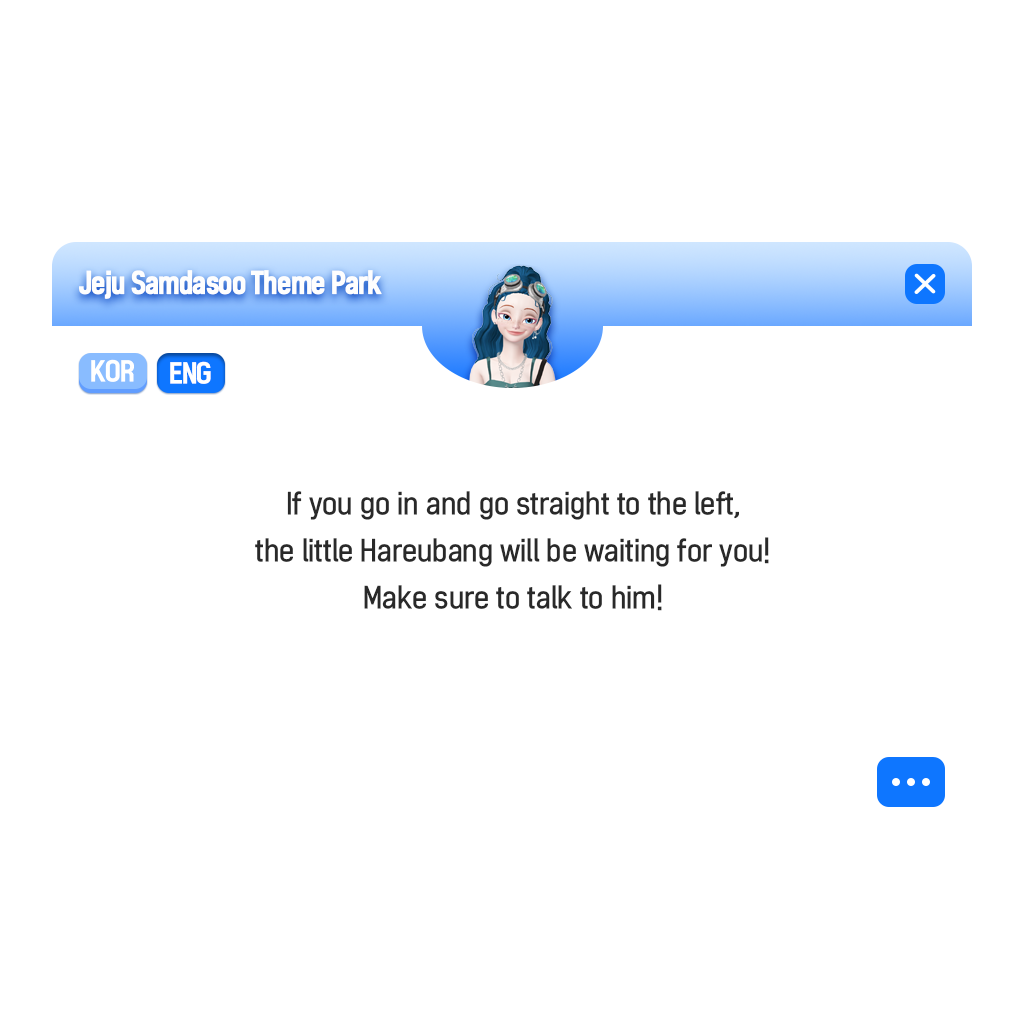 Jeju Samdasoo Theme Park
KOR ENG
If you go in and go straight to the left,
the little Hareubang will be waiting for you!
Make sure to talk to him!